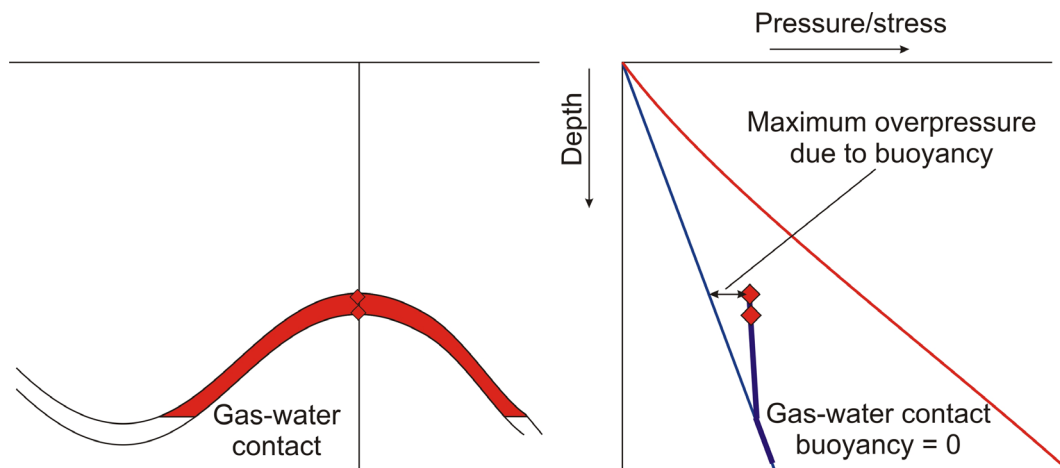 Pressure/stress
Depth
Maximum overpressure
due to buoyancy
Gas-water
contact
Gas-water contact
buoyancy = 0